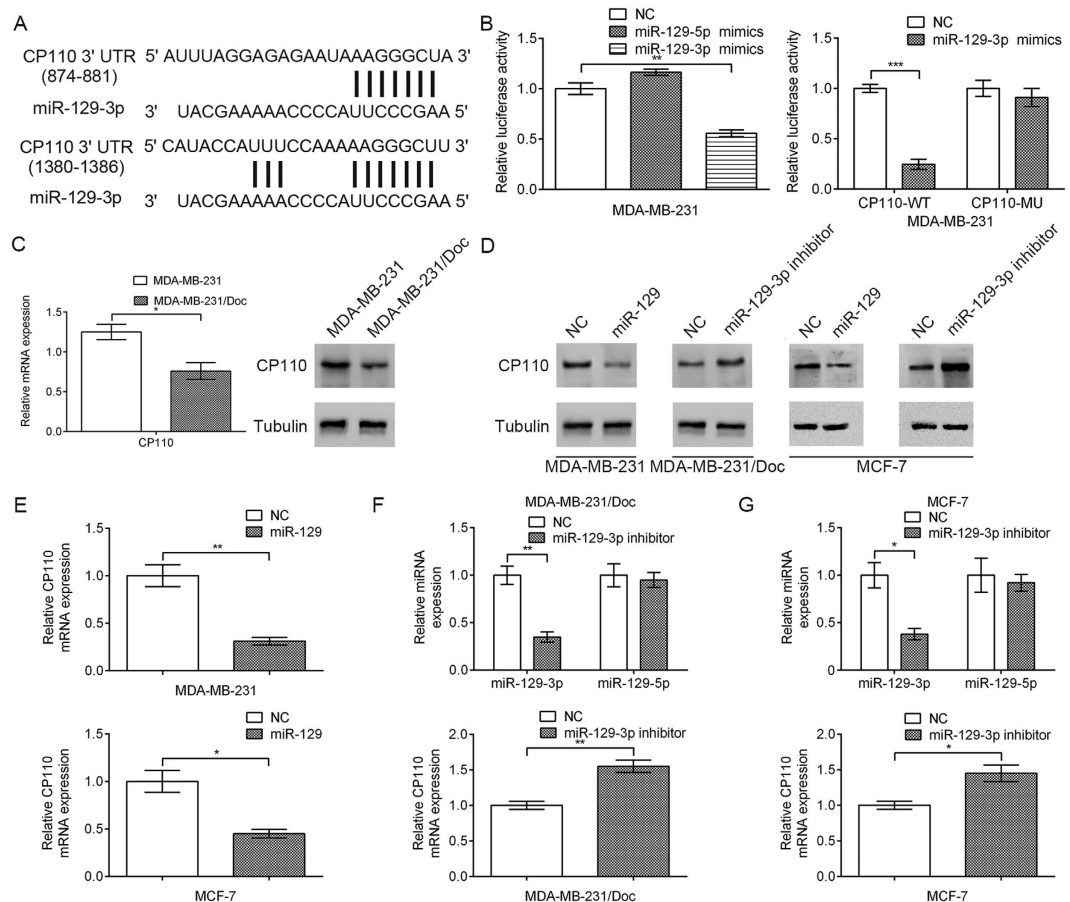 A
CP110 3' UTR 5' AUUUAGGAGAGAAUAAAGGGCUA 3'
(874-881)
miR-129-3p 3' UACGAAAAACCCCAUUCCCGAA 5'
CP110 3' UTR 5' CAUACCAUUUCCAAAAAGGGCUU 3'
(1380-1386)
miR-129-3p 3' UACGAAAAACCCCAUUCCCGAA 5'
B
NC
miR-129-5p mimics
miR-129-3p mimics
**
Relative luciferase activity
1.5
1.0
0.5
0.0
MDA-MB-231
NC
miR-129-3p mimics
***
Relative luciferase activity
2.0
1.5
1.0
0.5
0.0
CP110-WT CP110-MU
MDA-MB-231
C
MDA-MB-231
MDA-MB-231/Doc
*
Relative mRNA experssion
1.5
1.0
0.5
0.0
CP110
MDA-MB-231
MDA-MB-231/Doc
CP110
Tubulin
D
NC
miR-129
NC
miR-129-3p inhibitor
NC
miR-129
NC
miR-129-3p inhibitor
CP110
Tubulin
MDA-MB-231 MDA-MB-231/Doc MCF-7
E
NC
miR-129
**
Relative CP110
mRNA expression
1.5
1.0
0.5
0.0
MDA-MB-231
NC
miR-129
*
Relative CP110
mRNA expression
1.5
1.0
0.5
0.0
MCF-7
F
MDA-MB-231/Doc
NC
miR-129-3p inhibitor
**
Relative miRNA
expession
1.5
1.0
0.5
0.0
miR-129-3p miR-129-5p
NC
miR-129-3p inhibitor
**
Relative CP110
mRNA expression
2.0
1.5
1.0
0.5
0.0
MDA-MB-231/Doc
G
MCF-7
NC
miR-129-3p inhibitor
*
Relative miRNA
expession
1.5
1.0
0.5
0.0
miR-129-3p miR-129-5p
NC
miR-129-3p inhibitor
*
Relative CP110
mRNA expression
2.0
1.5
1.0
0.5
0.0
MCF-7